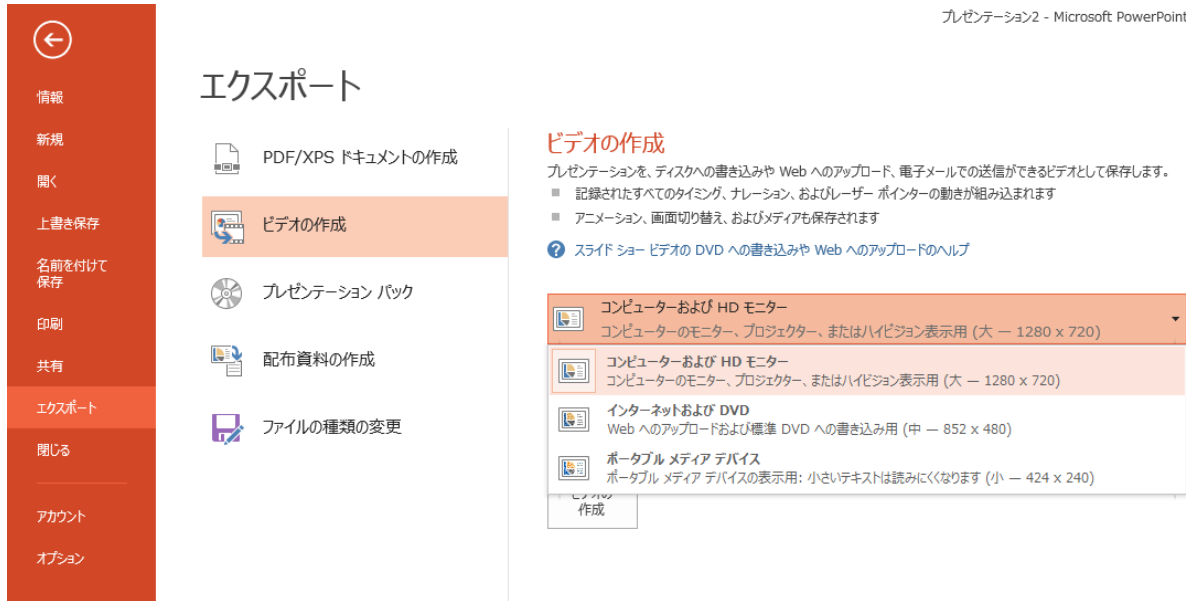 プレゼンテーション2 - Microsoft PowerPoint
情報
新規
開く
上書き保存
名前を付けて
保存
印刷
共有
エクスポート
閉じる
アカウント
オプション
エクスポート
PDF/XPS ドキュメントの作成
ビデオの作成
プレゼンテーション パック
配布資料の作成
ファイルの種類の変更
ビデオの作成
プレゼンテーションを、ディスクへの書き込みや Web へのアップロード、電子メールでの送信ができるビデオとして保存します。
記録されたすべてのタイミング、ナレーション、およびレーザー ポインターの動きが組み込まれます
アニメーション、画面切り替え、およびメディアも保存されます
スライド ショー ビデオの DVD への書き込みや Web へのアップロードのヘルプ
コンピューターおよび HD モニター
コンピューターのモニター、プロジェクター、またはハイビジョン表示用 (大 — 1280 x 720)
コンピューターおよび HD モニター
コンピューターのモニター、プロジェクター、またはハイビジョン表示用 (大 — 1280 x 720)
インターネットおよび DVD
Web へのアップロードおよび標準 DVD への書き込み用 (中 — 852 x 480)
ポータブル メディア デバイス
ポータブル メディア デバイスの表示用: 小さいテキストは読みにくくなります (小 — 424 x 240)
ビデオの
作成